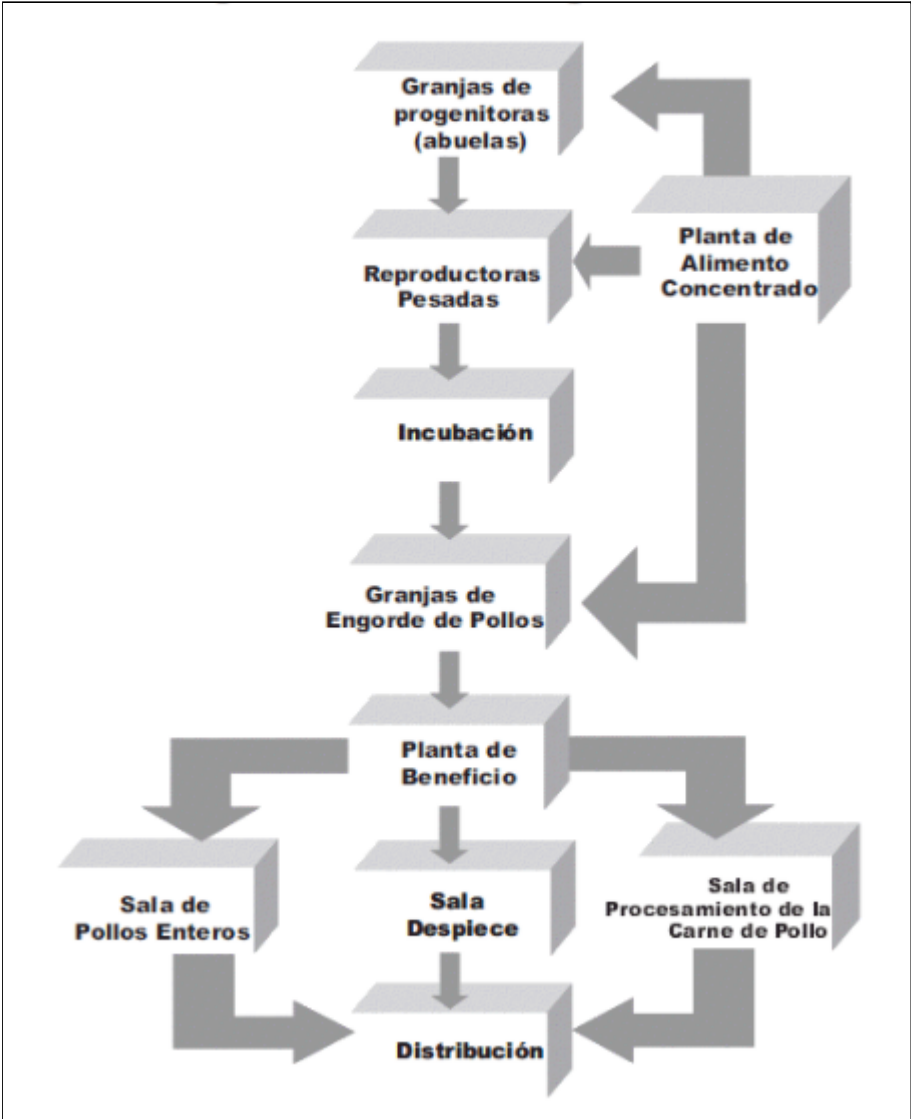 Granjas de
progenitoras
(abuelas)
Planta de
Alimento
Concentrado
Reproductoras
Pesadas
Incubación
Granjas de
Engorde de Pollos
Planta de
Beneficio
Sala de
Pollos Enteros
Sala
Despiece
Sala de
Procesamiento de la
Carne de Pollo
Distribución